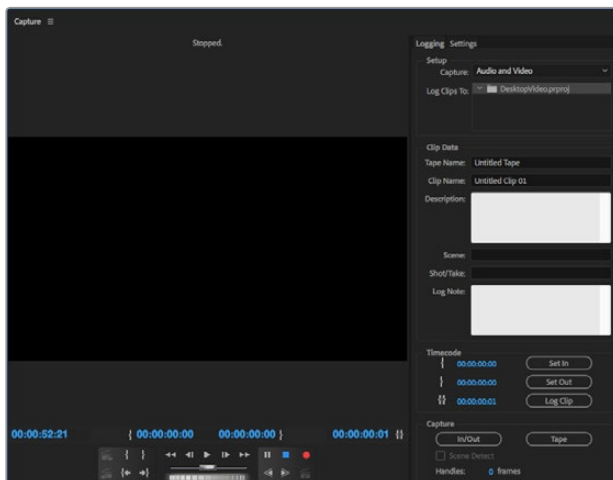 Capture
Stopped.
Logging Settings
Setup
Capture: Audio and Video
Log Clips To: DesktopVideo.prproj
Clip Data
Tape Name: Untitled Tape
Clip Name: Untitled Clip 01
Description:
Scene:
Shot/Take:
Log Note:
Timecode
{ 00:00:00:00 Set In
} 00:00:00:00 Set Out
{} 00:00:00:01 Log Clip
00:00:52:21 { 00:00:00:00 00:00:00:00 } 00:00:00:01 {}
Capture
In/Out Tape
Scene Detect
Handles: 0 frames